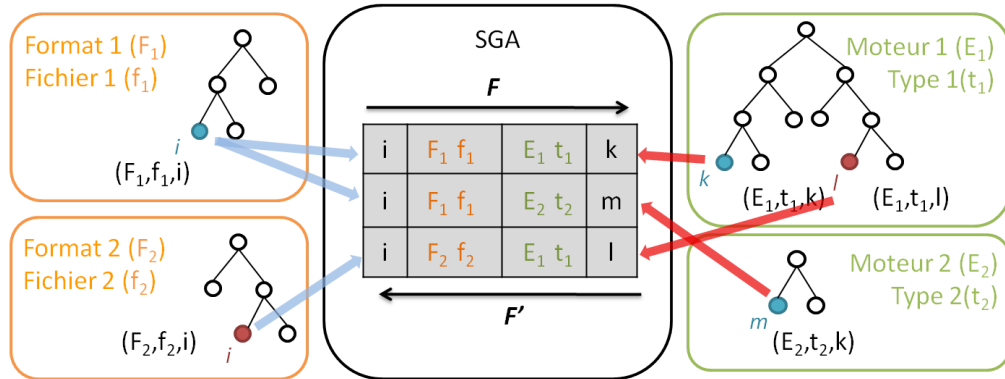 Format 1 (F₁)
Fichier 1 (f₁)
i
(F₁,f₁,i)
Format 2 (F₂)
Fichier 2 (f₂)
(F₂,f₂,i)
i
SGA
F
i F₁ f₁ E₁ t₁ k
i F₁ f₁ E₂ t₂ m
i F₂ f₂ E₁ t₁ l
F'
Moteur 1 (E₁)
Type 1(t₁)
k
l
(E₁,t₁,k)
(E₁,t₁,l)
Moteur 2 (E₂)
Type 2(t₂)
m
(E₂,t₂,k)